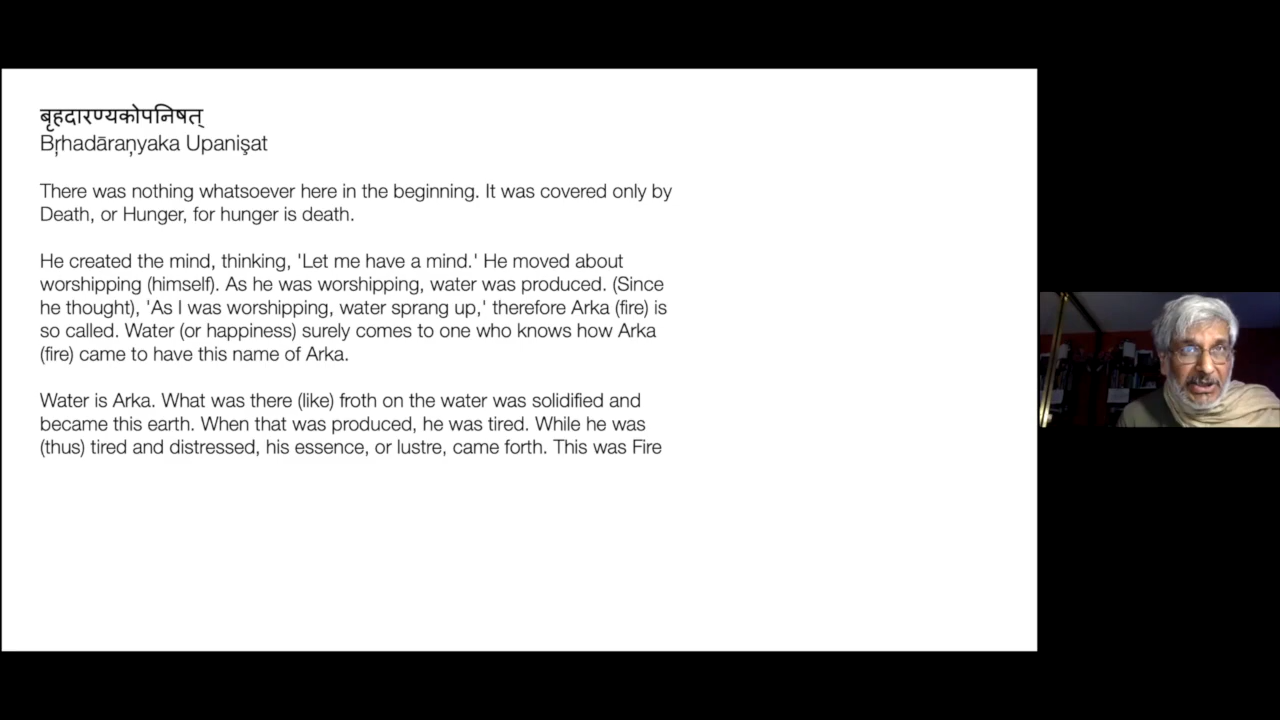 बृहदारण्यकोपनिषत्
Bṛhadāraṇyaka Upaniṣat
There was nothing whatsoever here in the beginning. It was covered only by
Death, or Hunger, for hunger is death.
He created the mind, thinking, 'Let me have a mind.' He moved about
worshipping (himself). As he was worshipping, water was produced. (Since
he thought), 'As I was worshipping, water sprang up,' therefore Arka (fire) is
so called. Water (or happiness) surely comes to one who knows how Arka
(fire) came to have this name of Arka.
Water is Arka. What was there (like) froth on the water was solidified and
became this earth. When that was produced, he was tired. While he was
(thus) tired and distressed, his essence, or lustre, came forth. This was Fire